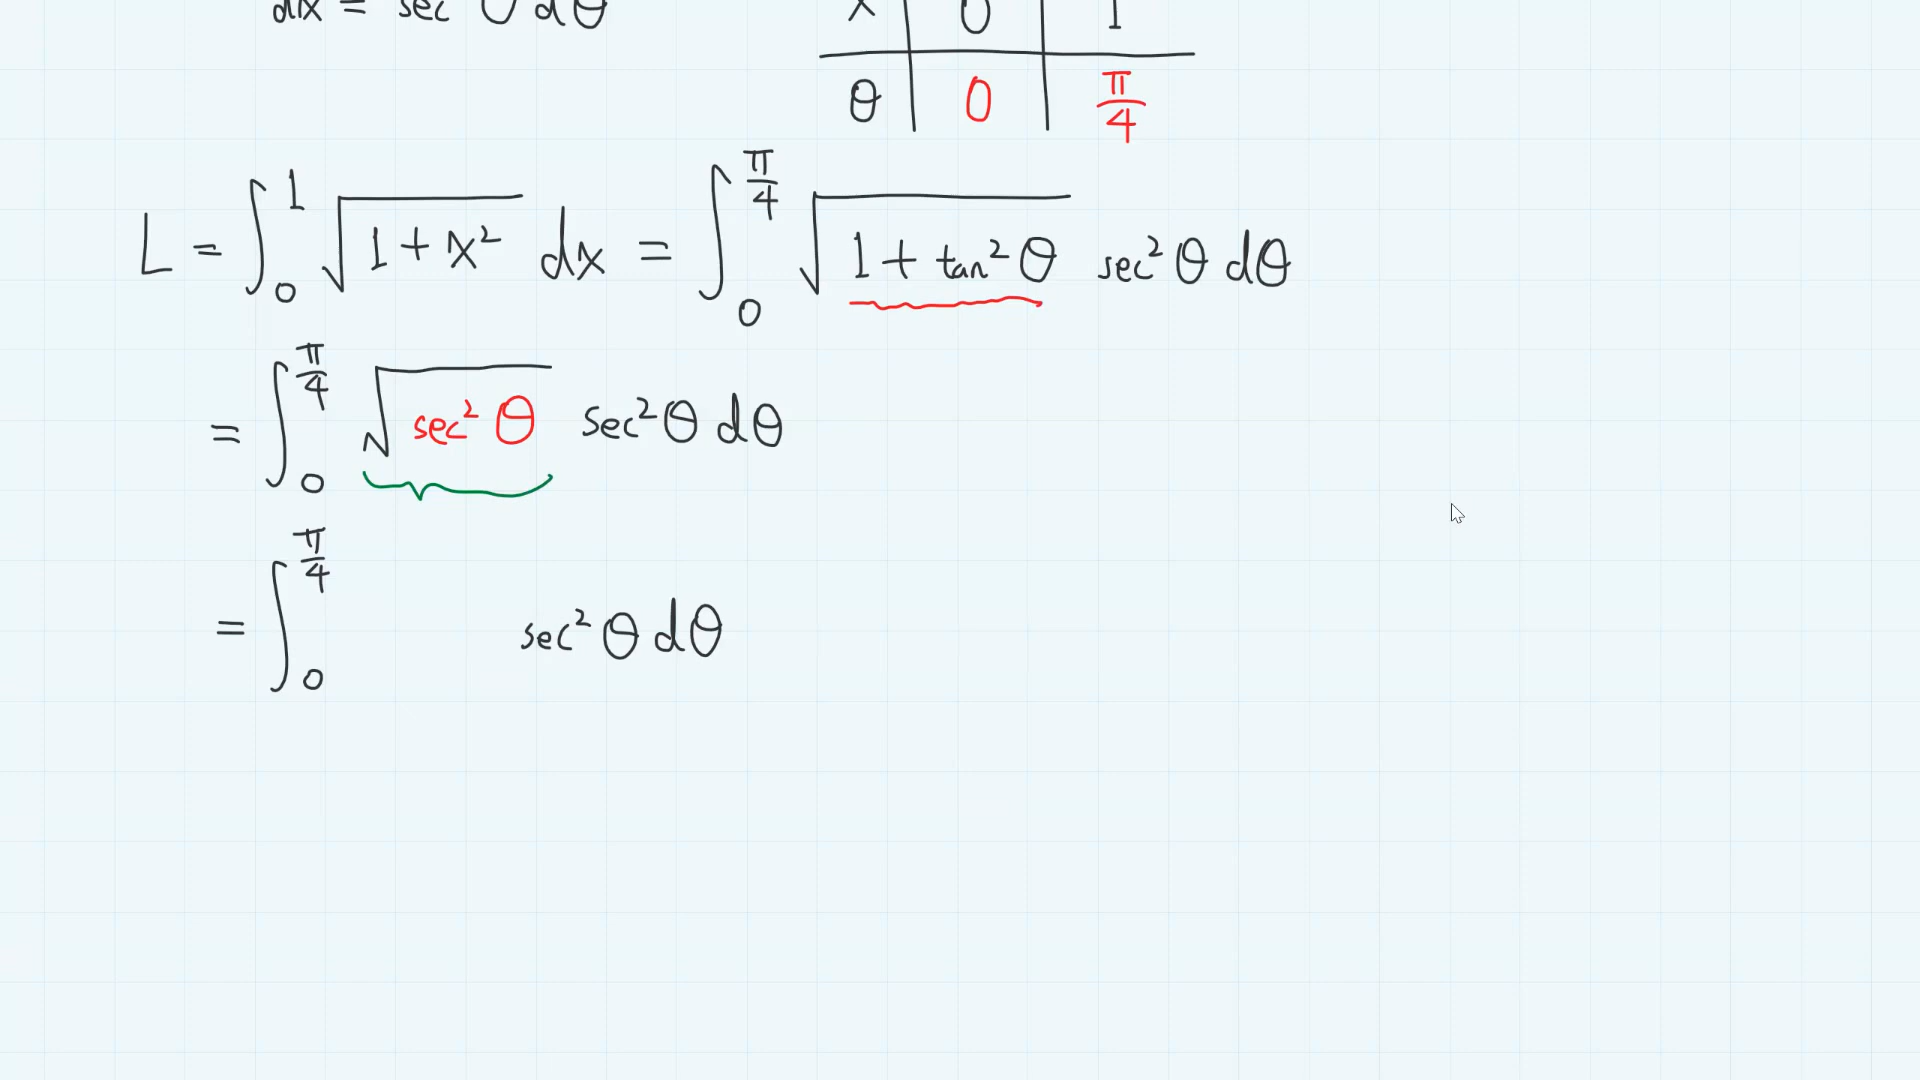 dx = sec² θ dθ
x 0 1
θ 0 π/4
L = ∫₀¹ √(1 + x²) dx = ∫₀^(π/4) √(1 + tan² θ) sec² θ dθ
= ∫₀^(π/4) √(sec² θ) sec² θ dθ
= ∫₀^(π/4) sec² θ dθ